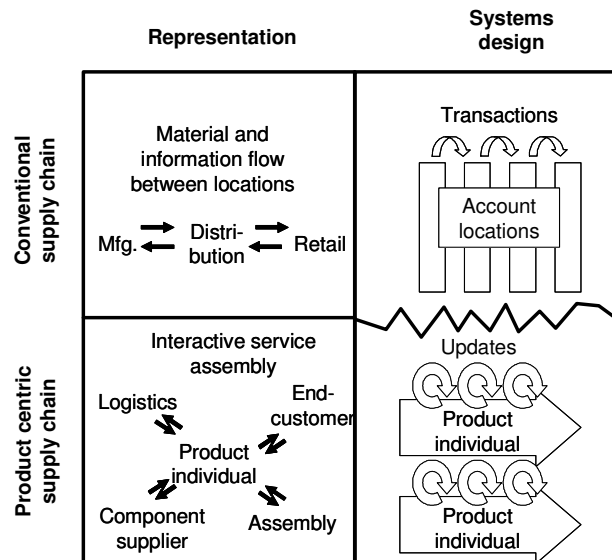 Representation
Systems
design
Conventional
supply chain
Material and
information flow
between locations
Mfg.
Distri-
bution
Retail
Transactions
Account
locations
Product centric
supply chain
Interactive service
assembly
Logistics
End-
customer
Product
individual
Component
supplier
Assembly
Updates
Product
individual
Product
individual